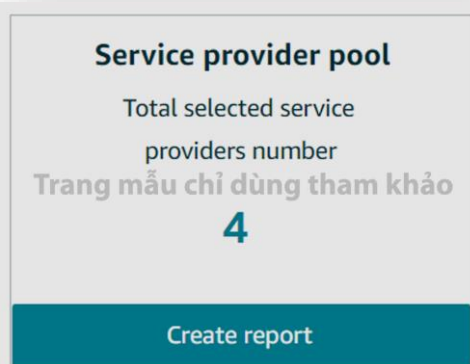 Service provider pool
Total selected service
providers number
Trang mẫu chỉ dùng tham khảo
4
Create report